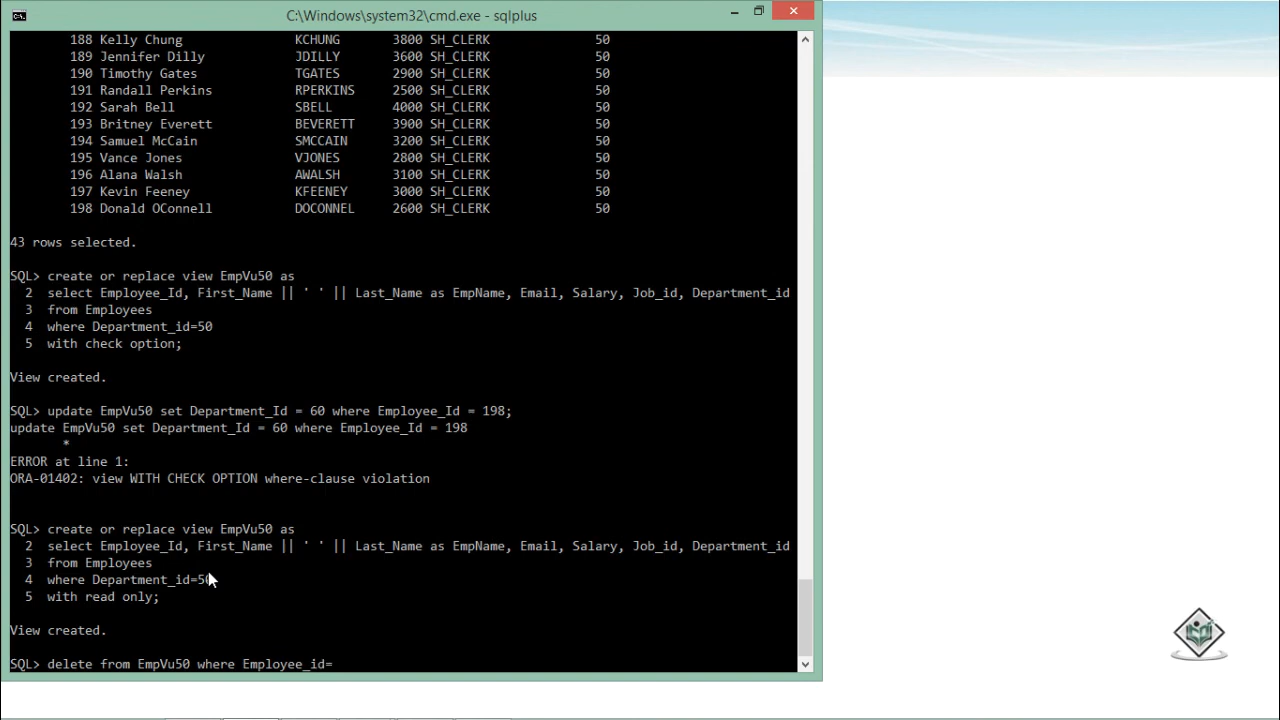 C:\Windows\system32\cmd.exe - sqlplus
188 Kelly Chung KCHUNG 3800 SH_CLERK 50
189 Jennifer Dilly JDILLY 3600 SH_CLERK 50
190 Timothy Gates TGATES 2900 SH_CLERK 50
191 Randall Perkins RPERKINS 2500 SH_CLERK 50
192 Sarah Bell SBELL 4000 SH_CLERK 50
193 Britney Everett BEVERETT 3900 SH_CLERK 50
194 Samuel McCain SMCCAIN 3200 SH_CLERK 50
195 Vance Jones VJONES 2800 SH_CLERK 50
196 Alana Walsh AWALSH 3100 SH_CLERK 50
197 Kevin Feeney KFEENEY 3000 SH_CLERK 50
198 Donald OConnell DOCONNEL 2600 SH_CLERK 50
43 rows selected.
SQL> create or replace view EmpVu50 as
2 select Employee_Id, First_Name || ' ' || Last_Name as EmpName, Email, Salary, Job_id, Department_id
3 from Employees
4 where Department_id=50
5 with check option;
View created.
SQL> update EmpVu50 set Department_Id = 60 where Employee_Id = 198;
update EmpVu50 set Department_Id = 60 where Employee_Id = 198
*
ERROR at line 1:
ORA-01402: view WITH CHECK OPTION where-clause violation
SQL> create or replace view EmpVu50 as
2 select Employee_Id, First_Name || ' ' || Last_Name as EmpName, Email, Salary, Job_id, Department_id
3 from Employees
4 where Department_id=50
5 with read only;
View created.
SQL> delete from EmpVu50 where Employee_id=